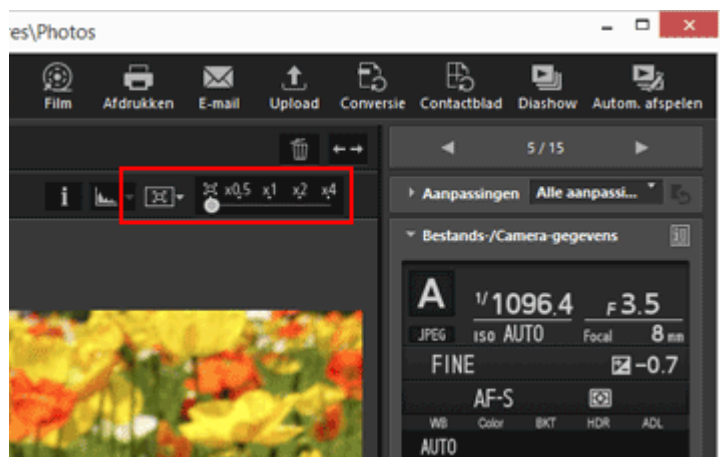 es\Photos
Film Afdrukken E-mail Upload Conversie Contactblad Diashow Autom. afspelen
5/15
i x0,5 x1 x2 x4
Aanpassingen Alle aanpassi...
Bestands-/Camera-gegevens
A 1/1096.4 F3.5
JPEG ISO AUTO Focal 8mm
FINE -0.7
AF-S
WB Color BKT HDR ADL
AUTO